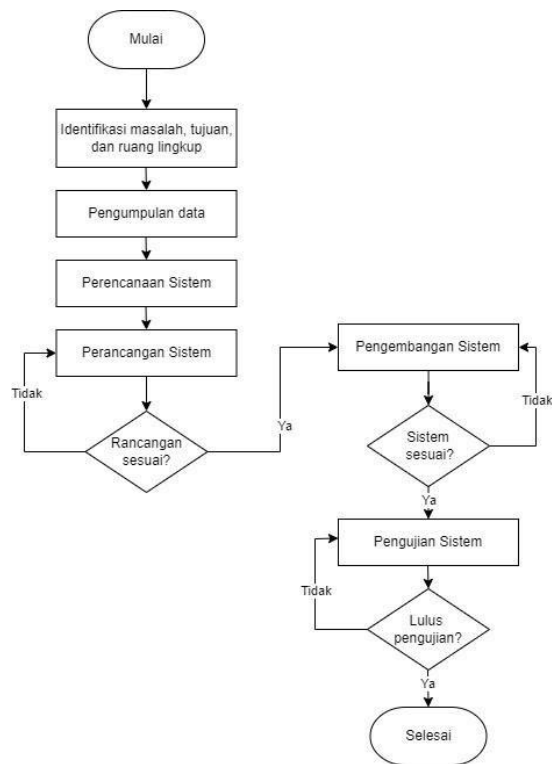 Mulai
Identifikasi masalah, tujuan,
dan ruang lingkup
Pengumpulan data
Perencanaan Sistem
Perancangan Sistem
Tidak
Rancangan
sesuai?
Ya
Pengembangan Sistem
Tidak
Sistem
sesuai?
Ya
Pengujian Sistem
Tidak
Lulus
pengujian?
Ya
Selesai